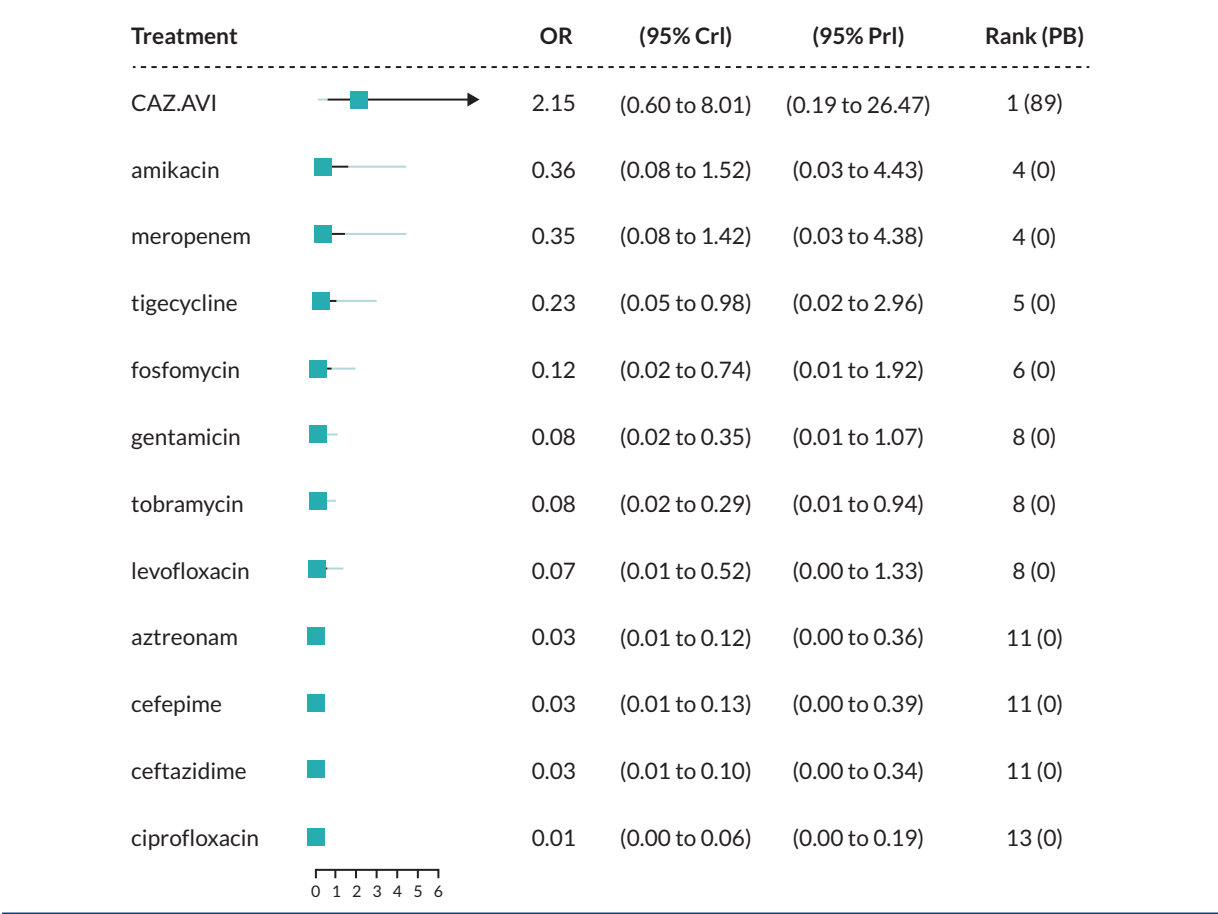 Treatment OR (95% Crl) (95% Prl) Rank (PB)
CAZ.AVI 2.15 (0.60 to 8.01) (0.19 to 26.47) 1 (89)
amikacin 0.36 (0.08 to 1.52) (0.03 to 4.43) 4 (0)
meropenem 0.35 (0.08 to 1.42) (0.03 to 4.38) 4 (0)
tigecycline 0.23 (0.05 to 0.98) (0.02 to 2.96) 5 (0)
fosfomycin 0.12 (0.02 to 0.74) (0.01 to 1.92) 6 (0)
gentamicin 0.08 (0.02 to 0.35) (0.01 to 1.07) 8 (0)
tobramycin 0.08 (0.02 to 0.29) (0.01 to 0.94) 8 (0)
levofloxacin 0.07 (0.01 to 0.52) (0.00 to 1.33) 8 (0)
aztreonam 0.03 (0.01 to 0.12) (0.00 to 0.36) 11 (0)
cefepime 0.03 (0.01 to 0.13) (0.00 to 0.39) 11 (0)
ceftazidime 0.03 (0.01 to 0.10) (0.00 to 0.34) 11 (0)
ciprofloxacin 0.01 (0.00 to 0.06) (0.00 to 0.19) 13 (0)
0 1 2 3 4 5 6